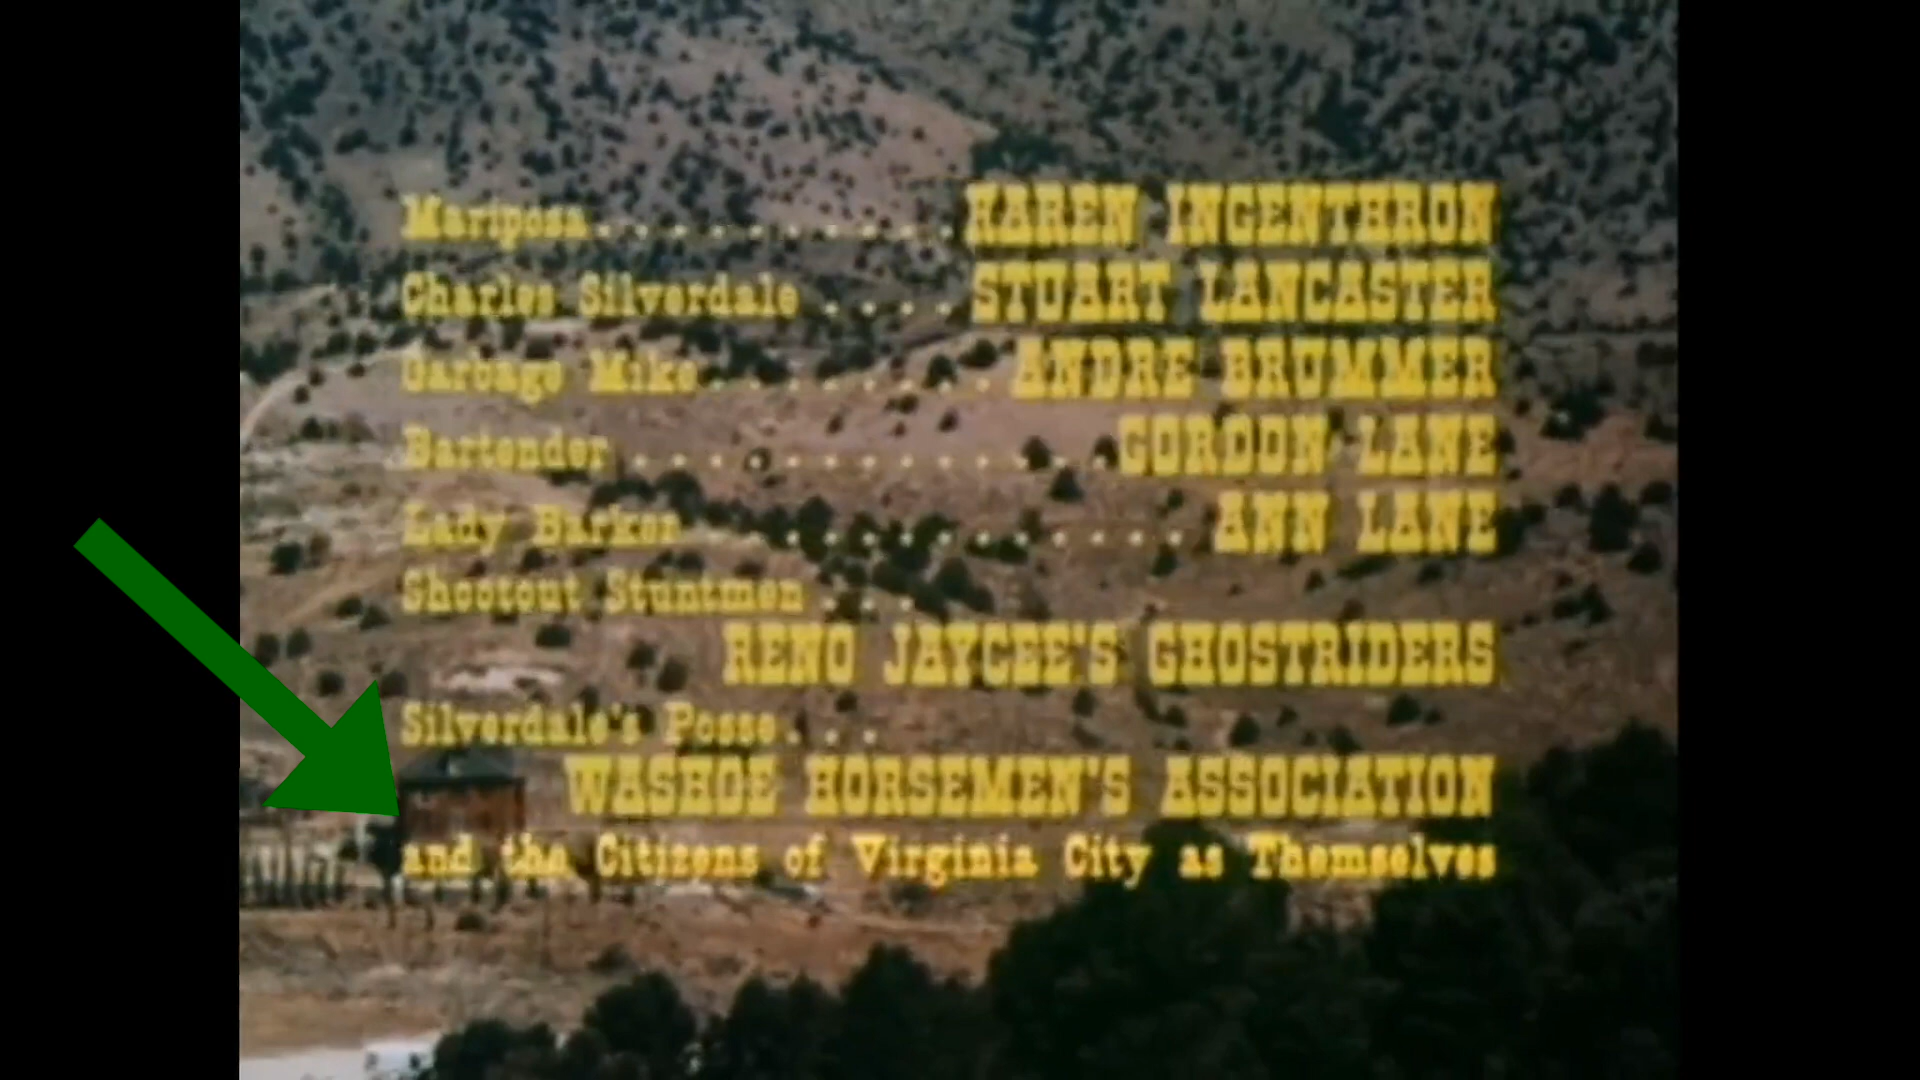 Mariposa . . . . . . . . . . KAREN INGENTHRON
Charles Silverdale . . . . STUART LANCASTER
Garbage Mike . . . . . . . . ANDRE BRUMMER
Bartender . . . . . . . . . . . . . GORDON LANE
Lady Barker . . . . . . . . . . . . . ANN LANE
Shootout Stuntmen . . .
RENO JAYCEE'S GHOSTRIDERS
Silverdale's Posse . . .
WASHOE HORSEMEN'S ASSOCIATION
and the Citizens of Virginia City as Themselves